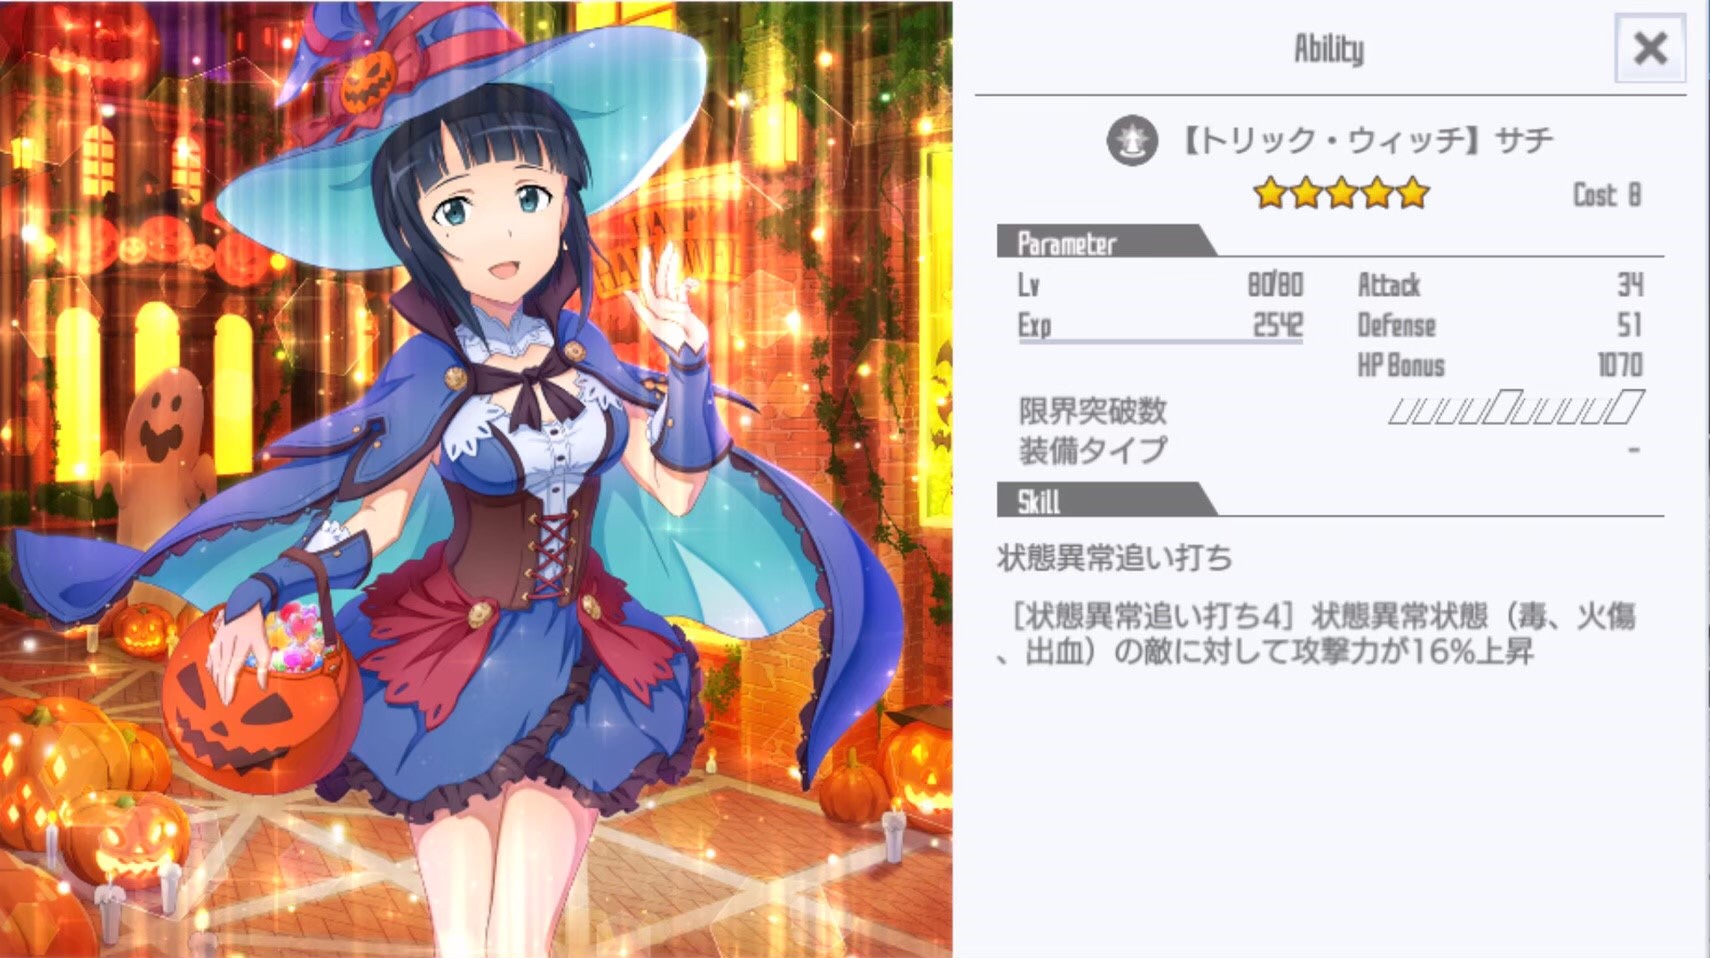 HAPPY
HALLOWEEN
Ability
【トリック・ウィッチ】サチ
Cost 8
Parameter
Lv 80/80
Exp 2542
Attack 34
Defense 51
HP Bonus 1070
限界突破数
装備タイプ -
Skill
状態異常追い打ち
［状態異常追い打ち4］状態異常状態（毒、火傷
、出血）の敵に対して攻撃力が16%上昇